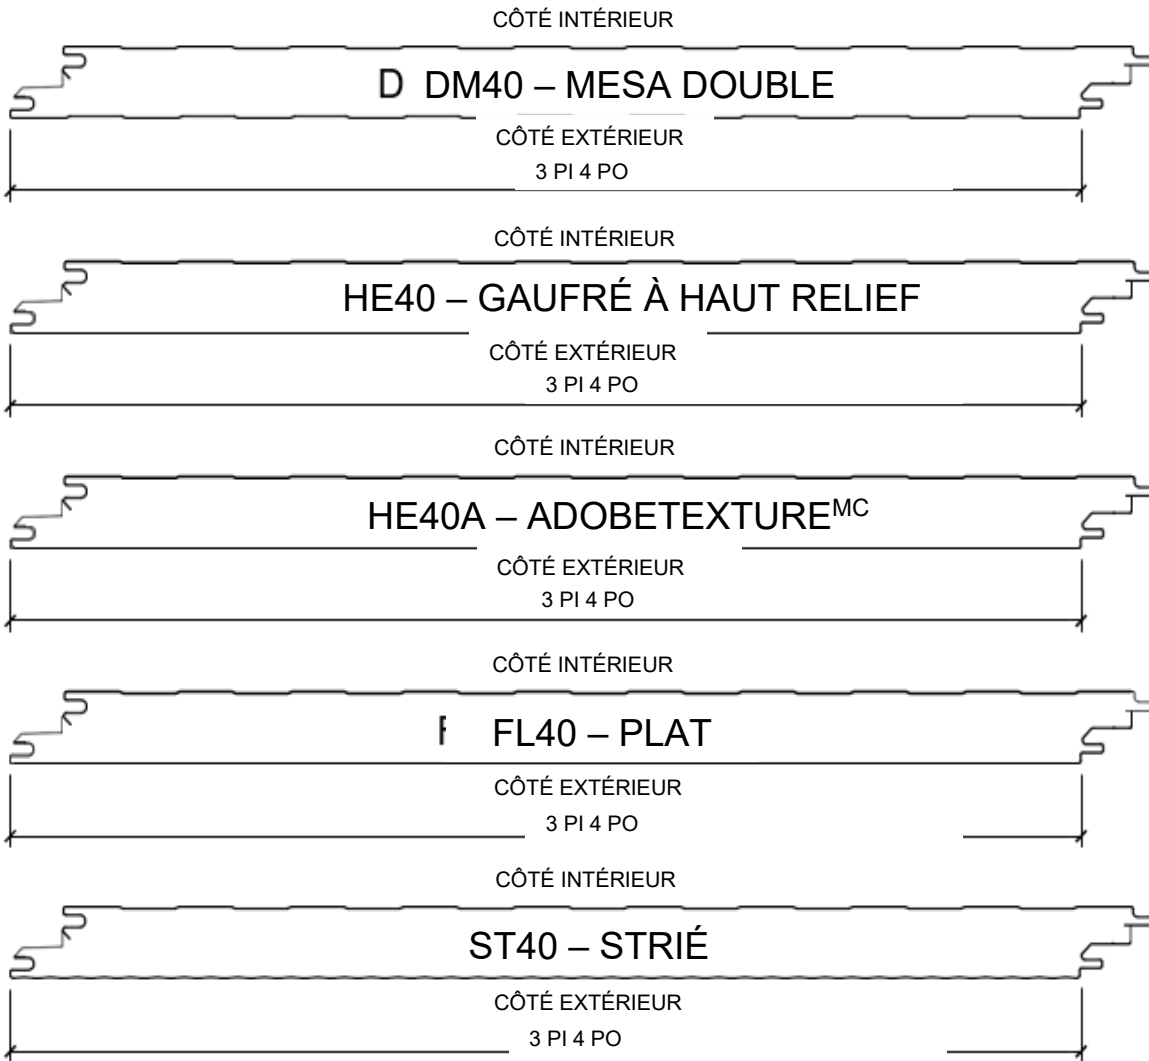 CÔTÉ INTÉRIEUR
D DM40 – MESA DOUBLE
CÔTÉ EXTÉRIEUR
3 PI 4 PO
CÔTÉ INTÉRIEUR
HE40 – GAUFRÉ À HAUT RELIEF
CÔTÉ EXTÉRIEUR
3 PI 4 PO
CÔTÉ INTÉRIEUR
HE40A – ADOBETEXTURE^MC
CÔTÉ EXTÉRIEUR
3 PI 4 PO
CÔTÉ INTÉRIEUR
FL40 – PLAT
CÔTÉ EXTÉRIEUR
3 PI 4 PO
CÔTÉ INTÉRIEUR
ST40 – STRIÉ
CÔTÉ EXTÉRIEUR
3 PI 4 PO